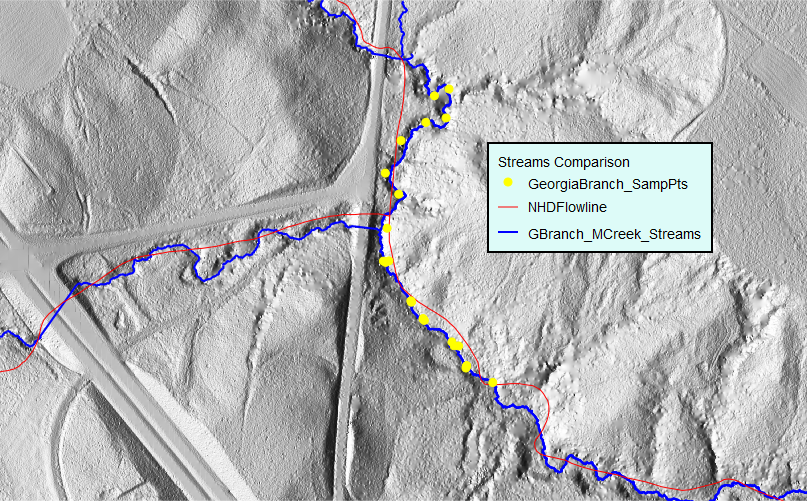 Streams Comparison
GeorgiaBranch_SampPts
NHDFlowline
GBranch_MCreek_Streams